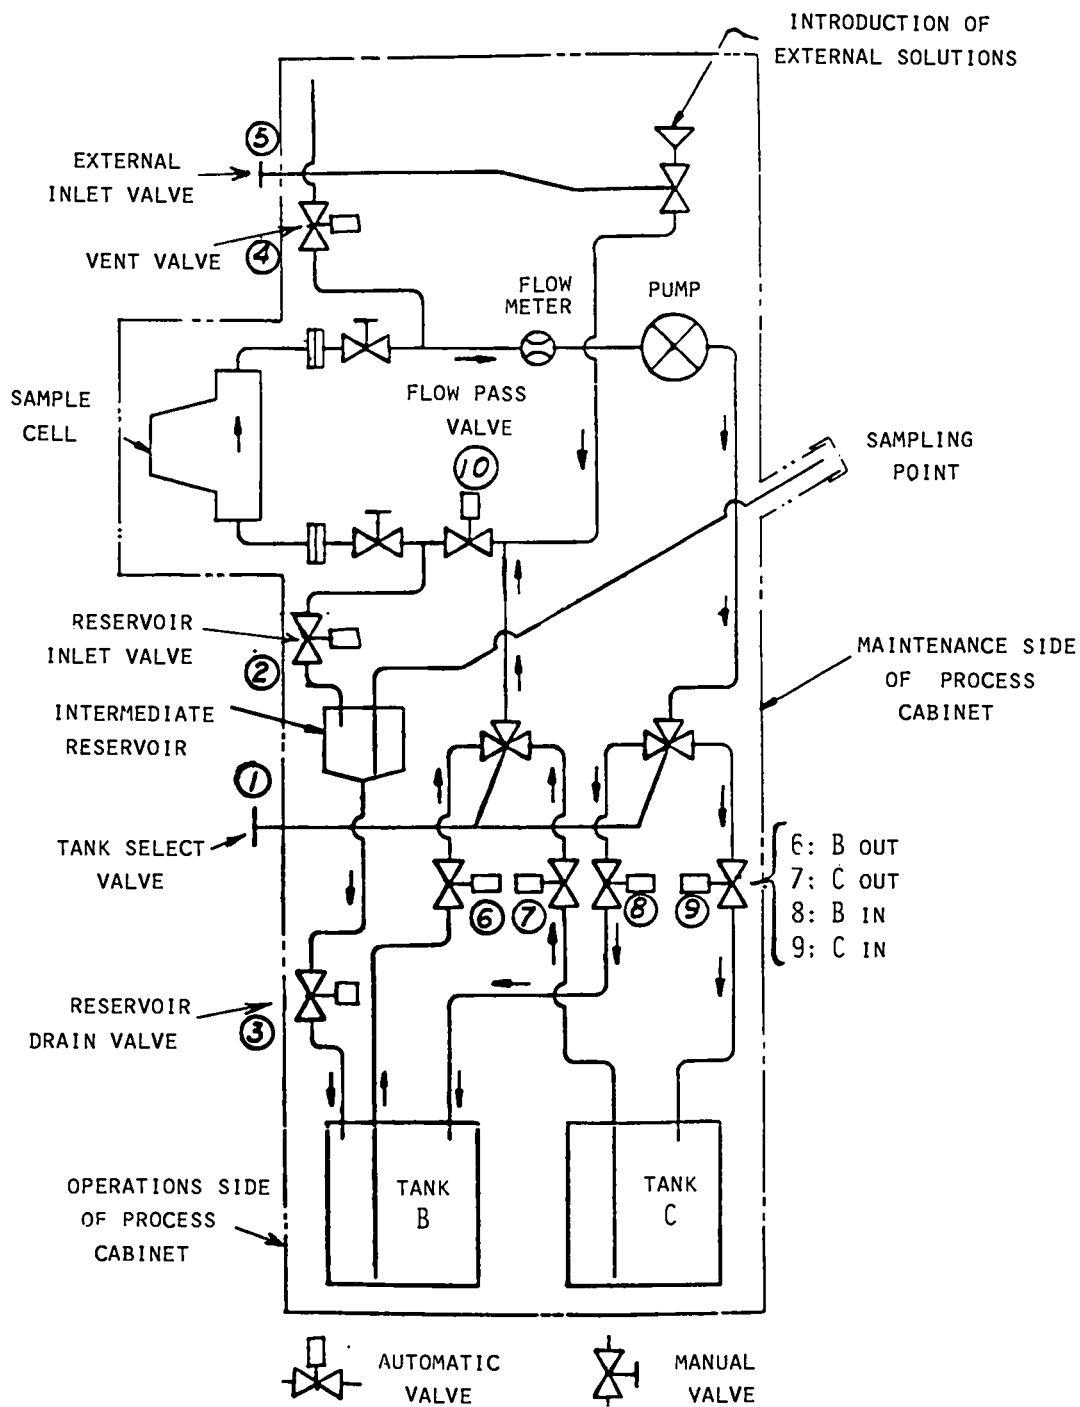 INTRODUCTION OF
EXTERNAL SOLUTIONS
5
EXTERNAL
INLET VALVE
VENT VALVE
4
FLOW
METER
PUMP
SAMPLE
CELL
FLOW PASS
VALVE
10
SAMPLING
POINT
RESERVOIR
INLET VALVE
2
MAINTENANCE SIDE
OF PROCESS
CABINET
INTERMEDIATE
RESERVOIR
1
TANK SELECT
VALVE
6: B OUT
7: C OUT
8: B IN
9: C IN
6
7
8
9
RESERVOIR
DRAIN VALVE
3
OPERATIONS SIDE
OF PROCESS
CABINET
TANK
B
TANK
C
AUTOMATIC
VALVE
MANUAL
VALVE